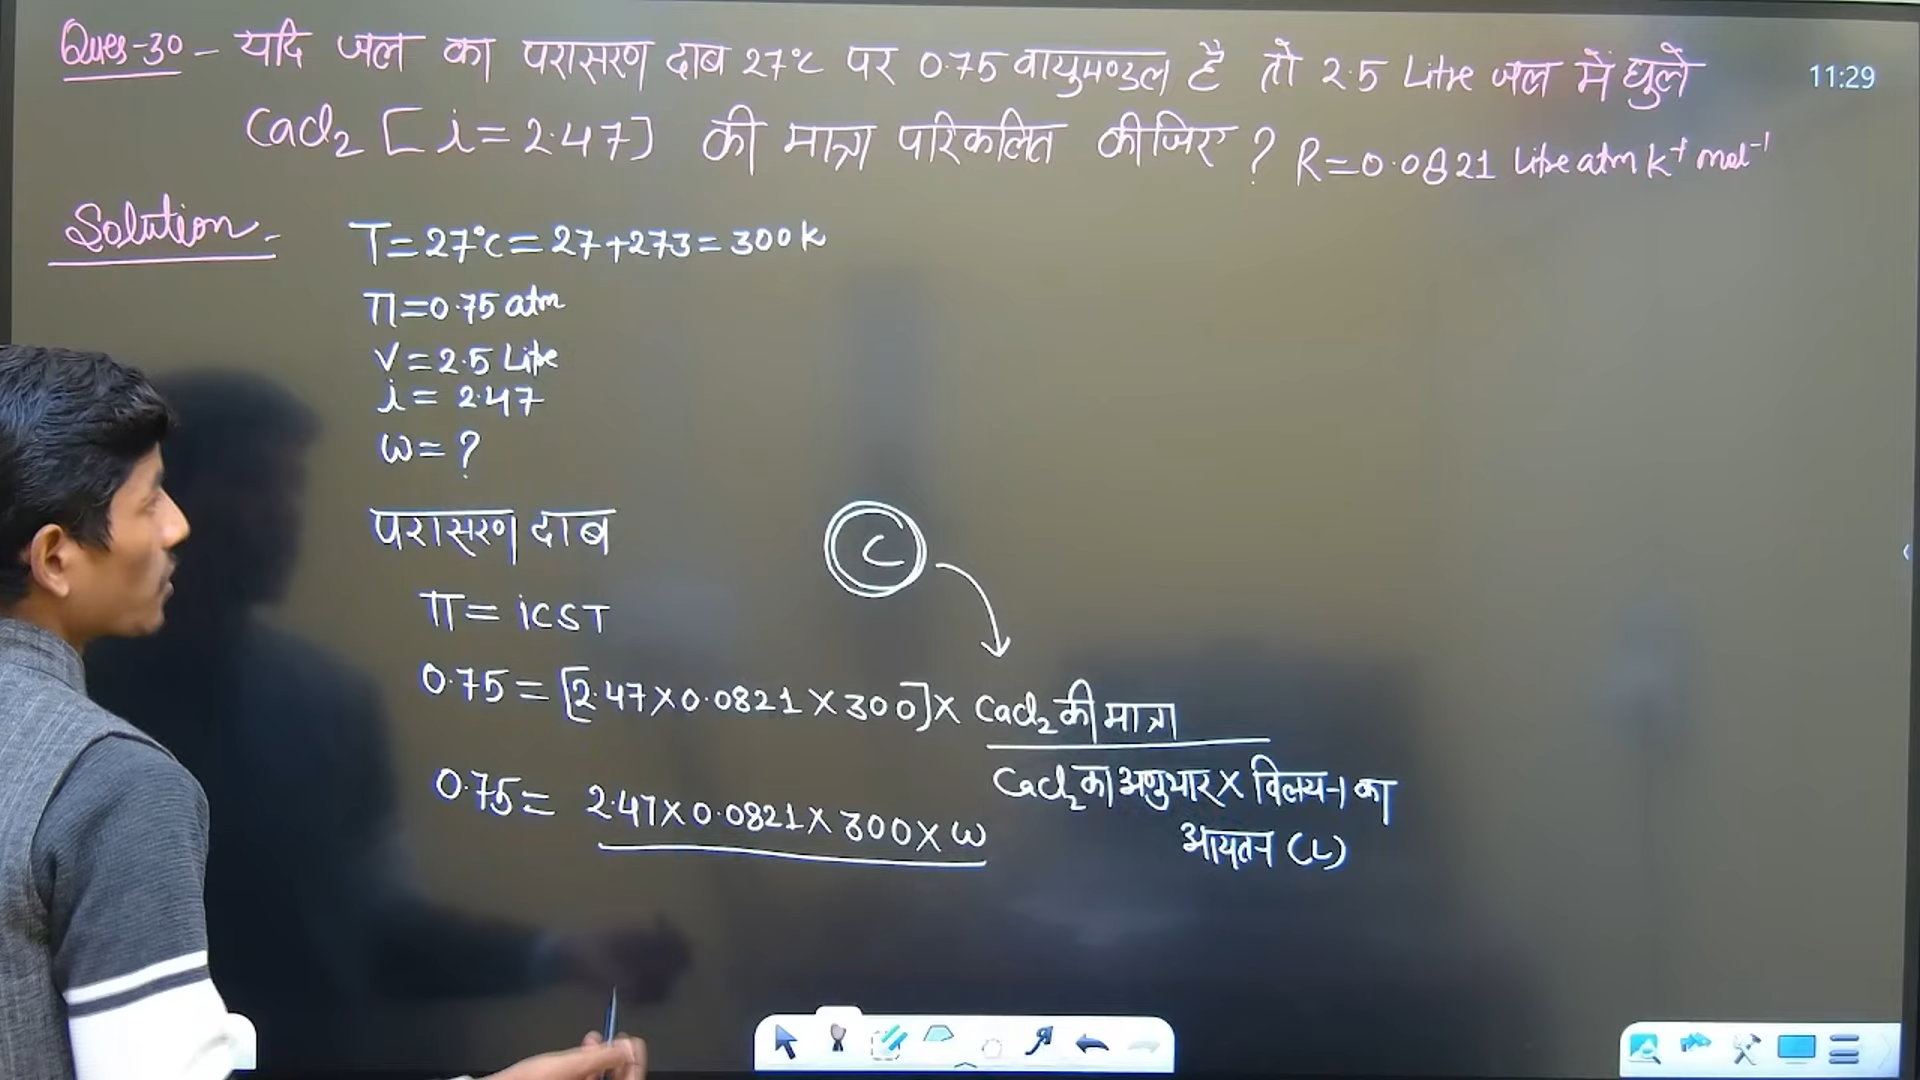 Ques-30 - यदि जल का परासरण दाब 27°C पर 0.75 वायुमण्डल है तो 2.5 Litre जल में घुले
11:29
CaCl₂ [i=2.47] की मात्रा परिकलित कीजिए ? R=0.0821 Litre atm K⁻¹ mol⁻¹
Solution -
T=27°C=27+273=300K
π=0.75 atm
V=2.5 Litre
i= 2.47
W=?
परासरण दाब
C
π= iCST
0.75=[2.47×0.0821×300]× CaCl₂ की मात्रा
CaCl₂ का अणुभार × विलयन का
आयतन (L)
0.75= 2.47×0.0821×300×W